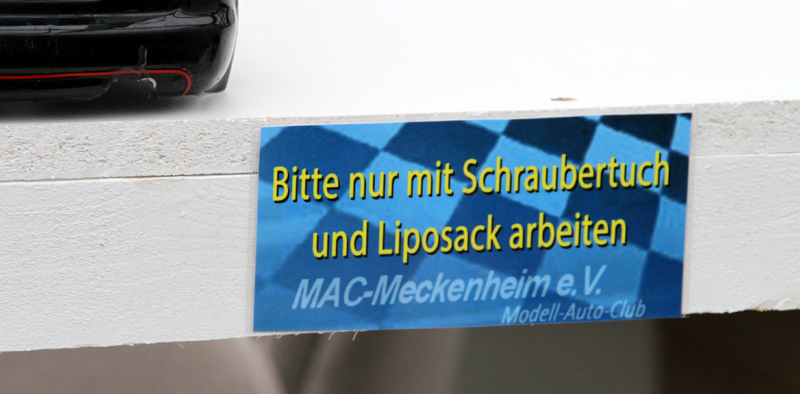 Bitte nur mit Schraubertuch
und Liposack arbeiten
MAC-Meckenheim e.V.
Modell-Auto-Club